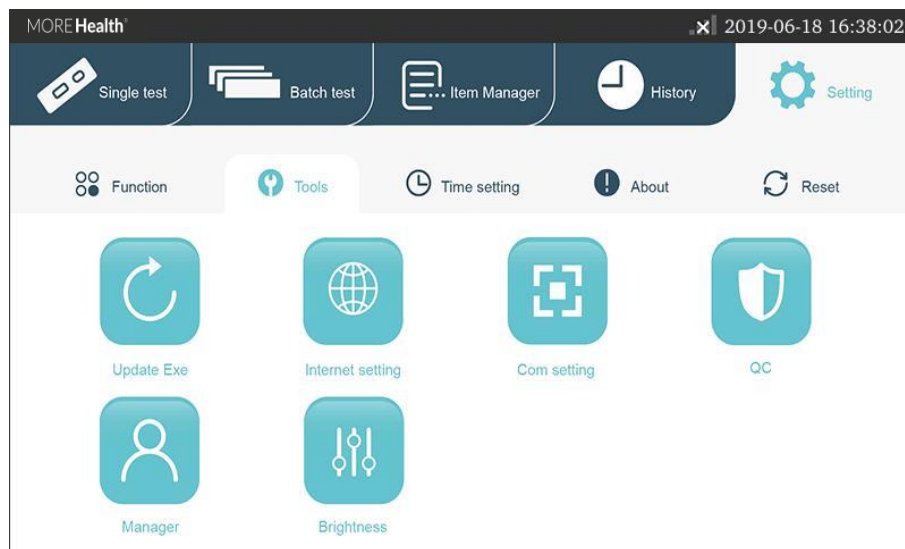 MOREHealth®
2019-06-18 16:38:02
Single test
Batch test
Item Manager
History
Setting
Function
Tools
Time setting
About
Reset
Update Exe
Internet setting
Com setting
QC
Manager
Brightness